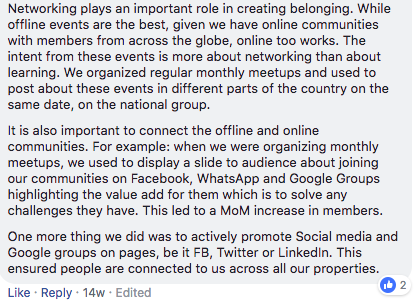 Networking plays an important role in creating belonging. While
offline events are the best, given we have online communities
with members from across the globe, online too works. The
intent from these events is more about networking than about
learning. We organized regular monthly meetups and used to
post about these events in different parts of the country on the
same date, on the national group.
It is also important to connect the offline and online
communities. For example: when we were organizing monthly
meetups, we used to display a slide to audience about joining
our communities on Facebook, WhatsApp and Google Groups
highlighting the value add for them which is to solve any
challenges they have. This led to a MoM increase in members.
One more thing we did was to actively promote Social media and
Google groups on pages, be it FB, Twitter or LinkedIn. This
ensured people are connected to us across all our properties.
Like · Reply · 14w · Edited
2